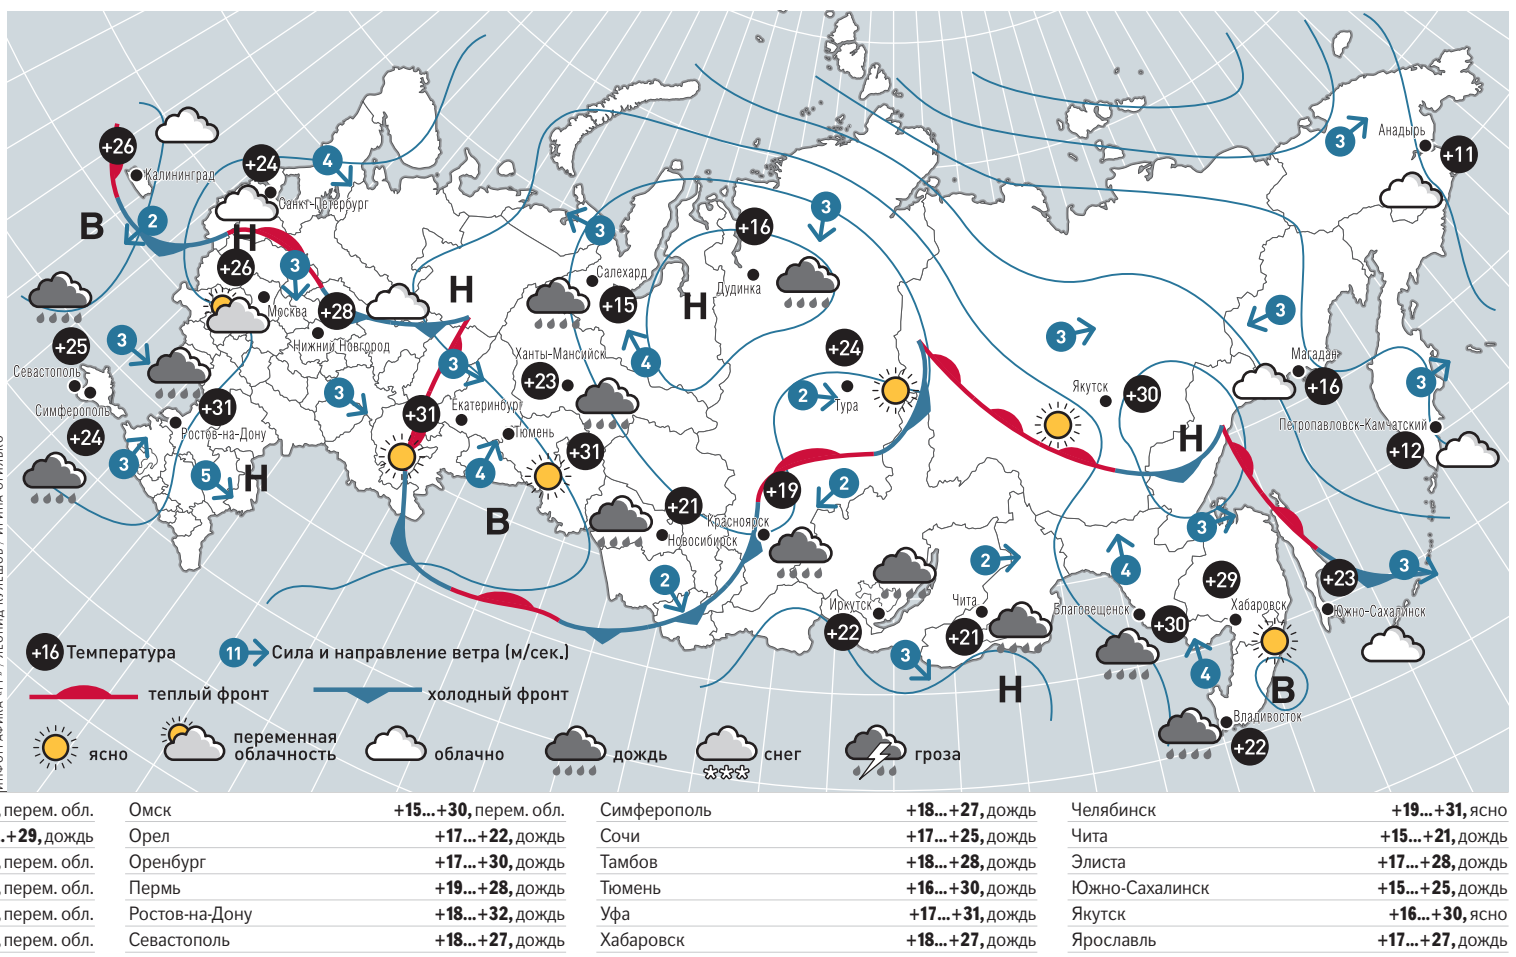 +26
Калининград
В
2
+24
4
Санкт-Петербург
Н
+26
3
Москва
+28
Нижний Новгород
Н
3
Салехард
+15
Н
+16
Дудинка
3
3
Анадырь
+11
+25
Севастополь
3
Симферополь
+24
+31
Ростов-на-Дону
3
5
Н
3
+31
3
Екатеринбург
Тюмень
4
+31
В
Ханты-Мансийск
+23
4
+24
2
Тура
3
Якутск
+30
Н
3
Магадан
+16
3
Петропавловск-Камчатский
+12
+21
Новосибирск
Красноярск
+19
2
2
Иркутск
+22
3
2
Чита
+21
Н
4
Благовещенск
+30
3
+29
Хабаровск
4
В
Владивосток
+22
+23
3
Южно-Сахалинск
+16 Температура
11 Сила и направление ветра (м/сек.)
теплый фронт
холодный фронт
ясно
переменная облачность
облачно
дождь
снег
гроза
перем. обл.
+29, дождь
перем. обл.
перем. обл.
перем. обл.
перем. обл.
Омск +15...+30, перем. обл.
Орел +17...+22, дождь
Оренбург +17...+30, дождь
Пермь +19...+28, дождь
Ростов-на-Дону +18...+32, дождь
Севастополь +18...+27, дождь
Симферополь +18...+27, дождь
Сочи +17...+25, дождь
Тамбов +18...+28, дождь
Тюмень +16...+30, дождь
Уфа +17...+31, дождь
Хабаровск +18...+27, дождь
Челябинск +19...+31, ясно
Чита +15...+21, дождь
Элиста +17...+28, дождь
Южно-Сахалинск +15...+25, дождь
Якутск +16...+30, ясно
Ярославль +17...+27, дождь